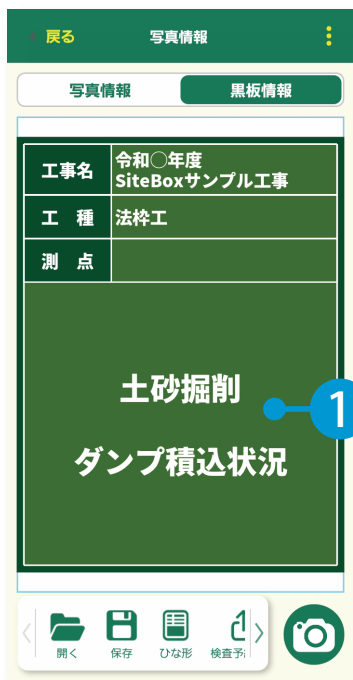 戻る
写真情報
写真情報
黒板情報
工事名
令和○年度
SiteBoxサンプル工事
工 種
法枠工
測 点
土砂掘削
ダンプ積込状況
1
開く
保存
ひな形
検査予